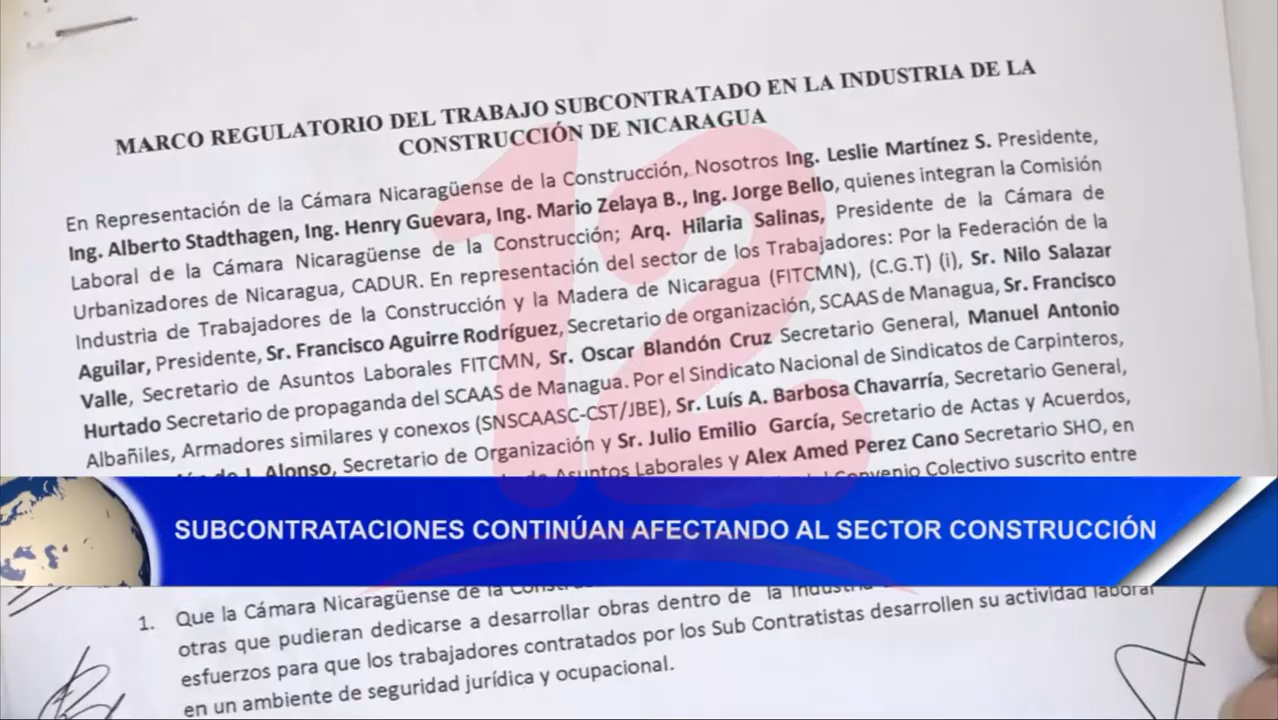 MARCO REGULATORIO DEL TRABAJO SUBCONTRATADO EN LA INDUSTRIA DE LA
CONSTRUCCIÓN DE NICARAGUA
En Representación de la Cámara Nicaragüense de la Construcción, Nosotros Ing. Leslie Martínez S. Presidente,
Ing. Alberto Stadthagen, Ing. Henry Guevara, Ing. Mario Zelaya B., Ing. Jorge Bello, quienes integran la Comisión
Laboral de la Cámara Nicaragüense de la Construcción; Arq. Hilaria Salinas, Presidente de la Cámara de
Urbanizadores de Nicaragua, CADUR. En representación del sector de los Trabajadores: Por la Federación de la
Industria de Trabajadores de la Construcción y la Madera de Nicaragua (FITCMN), (C.G.T) (i), Sr. Nilo Salazar
Aguilar, Presidente, Sr. Francisco Aguirre Rodríguez, Secretario de organización, SCAAS de Managua, Sr. Francisco
Valle, Secretario de Asuntos Laborales FITCMN, Sr. Oscar Blandón Cruz Secretario General, Manuel Antonio
Hurtado Secretario de propaganda del SCAAS de Managua. Por el Sindicato Nacional de Sindicatos de Carpinteros,
Albañiles, Armadores similares y conexos (SNSCAASC-CST/JBE), Sr. Luís A. Barbosa Chavarría, Secretario General,
Alonso, Secretario de Organización y Sr. Julio Emilio García, Secretario de Actas y Acuerdos,
Asuntos Laborales y Alex Amed Perez Cano Secretario SHO, en
Convenio Colectivo suscrito entre
12
SUBCONTRATACIONES CONTINÚAN AFECTANDO AL SECTOR CONSTRUCCIÓN
1. Que la Cámara Nicaragüense de la
otras que pudieran dedicarse a desarrollar obras dentro de la
esfuerzos para que los trabajadores contratados por los Sub Contratistas desarrollen su actividad laboral
en un ambiente de seguridad jurídica y ocupacional.